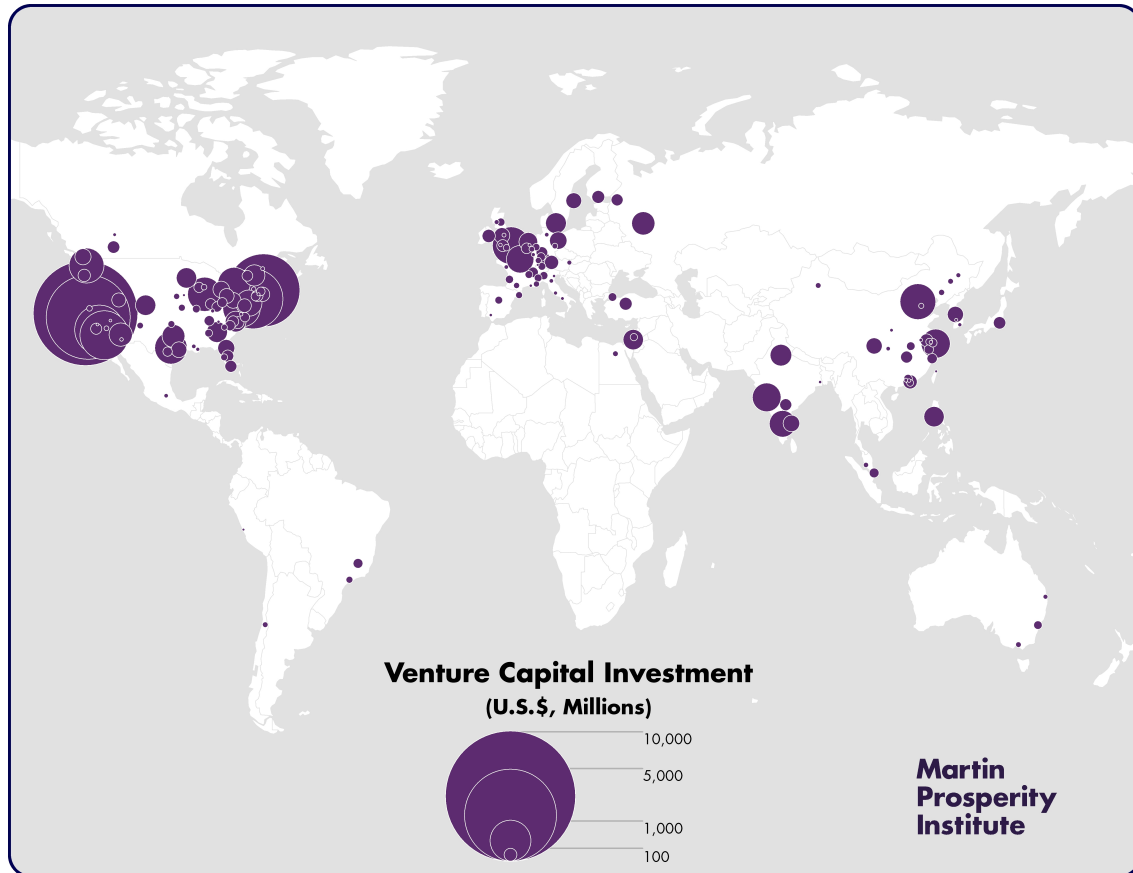 Venture Capital Investment
(U.S.$, Millions)
10,000
5,000
1,000
100
Martin
Prosperity
Institute